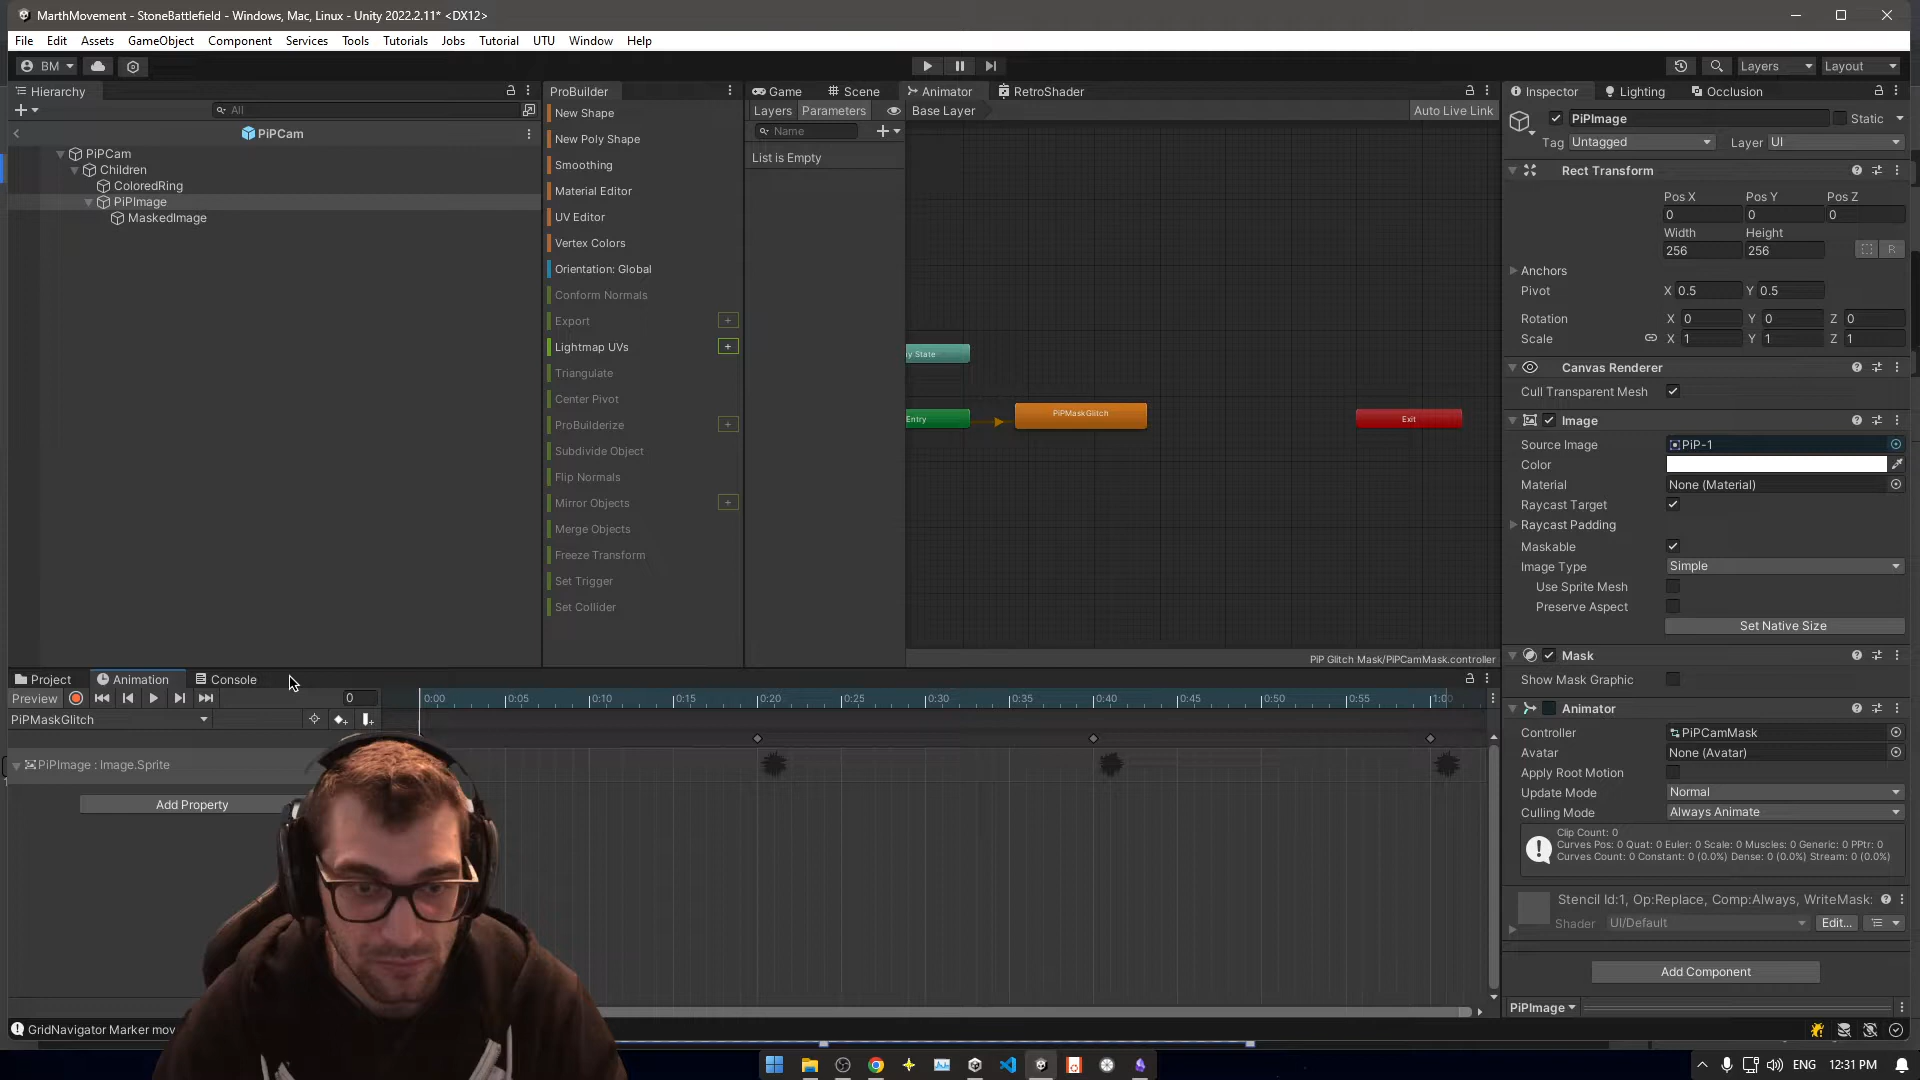 MarthMovement - StoneBattlefield - Windows, Mac, Linux - Unity 2022.2.11* <DX12>
File Edit Assets GameObject Component Services Tools Tutorials Jobs Tutorial UTU Window Help
BM Layers Layout
Hierarchy
All
PiPCam
PiPCam
Children
ColoredRing
PiPImage
MaskedImage
ProBuilder
New Shape
New Poly Shape
Smoothing
Material Editor
UV Editor
Vertex Colors
Orientation: Global
Conform Normals
Export
Lightmap UVs
Triangulate
Center Pivot
ProBuilderize
Subdivide Object
Flip Normals
Mirror Objects
Merge Objects
Freeze Transform
Set Trigger
Set Collider
Game Scene Animator RetroShader
Layers Parameters Base Layer Auto Live Link
Name
List is Empty
y State
Entry
PiPMaskGlitch
Exit
PiP Glitch Mask/PiPCamMask.controller
Inspector Lighting Occlusion
PiPImage Static
Tag Untagged Layer UI
Rect Transform
Pos X Pos Y Pos Z
0 0 0
Width Height
256 256 R
Anchors
Pivot X 0.5 Y 0.5
Rotation X 0 Y 0 Z 0
Scale X 1 Y 1 Z 1
Canvas Renderer
Cull Transparent Mesh
Image
Source Image PiP-1
Color
Material None (Material)
Raycast Target
Raycast Padding
Maskable
Image Type Simple
Use Sprite Mesh
Preserve Aspect
Set Native Size
Mask
Show Mask Graphic
Animator
Controller PiPCamMask
Avatar None (Avatar)
Apply Root Motion
Update Mode Normal
Culling Mode Always Animate
Clip Count: 0
Curves Pos: 0 Quat: 0 Euler: 0 Scale: 0 Muscles: 0 Generic: 0 PPtr: 0
Curves Count: 0 Constant: 0 (0.0%) Dense: 0 (0.0%) Stream: 0 (0.0%)
Stencil Id:1, Op:Replace, Comp:Always, WriteMask:
Shader UI/Default Edit...
Add Component
PiPImage
Project Animation Console
Preview 0 0:00 0:05 0:10 0:15 0:20 0:25 0:30 0:35 0:40 0:45 0:50 0:55 1:00
PiPMaskGlitch
PiPImage : Image.Sprite
Add Property
GridNavigator Marker mov
ENG 12:31 PM